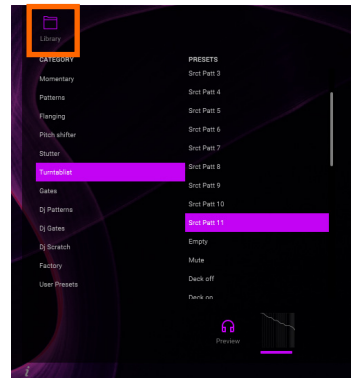 Library
CATEGORY
Momentary
Patterns
Flanging
Pitch shifter
Stutter
Turntablist
Gates
Dj Patterns
Dj Gates
Dj Scratch
Factory
User Presets
PRESETS
Srct Patt 3
Srct Patt 4
Srct Patt 5
Srct Patt 6
Srct Patt 7
Srct Patt 8
Srct Patt 9
Srct Patt 10
Srct Patt 11
Empty
Mute
Deck off
Deck on
Preview